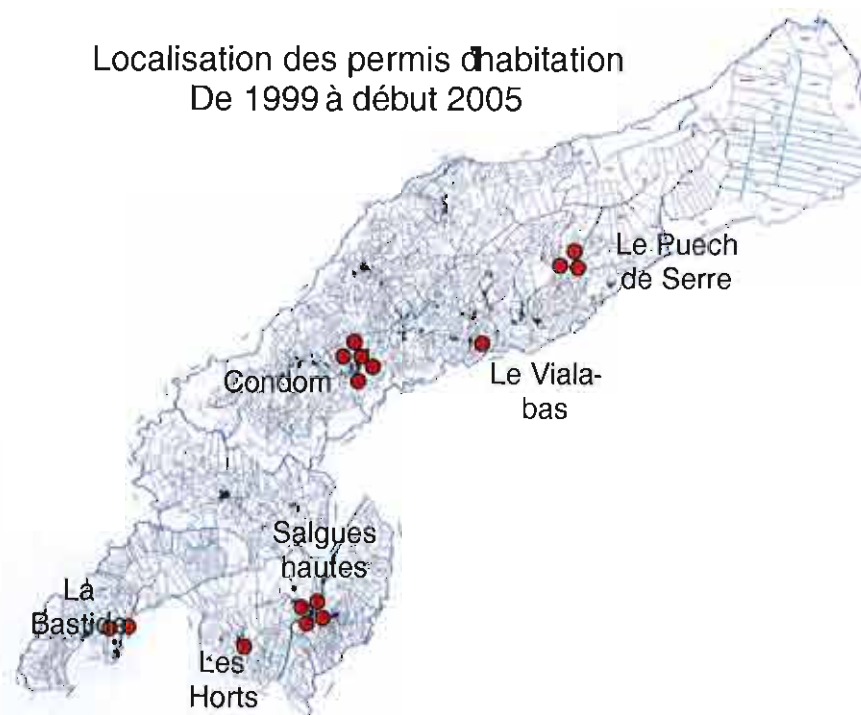 Localisation des permis d'habitation
De 1999 à début 2005
Le Puech
de Serre
Condom
Le Viala-
bas
Salgues
hautes
La
Bastide
Les
Horts